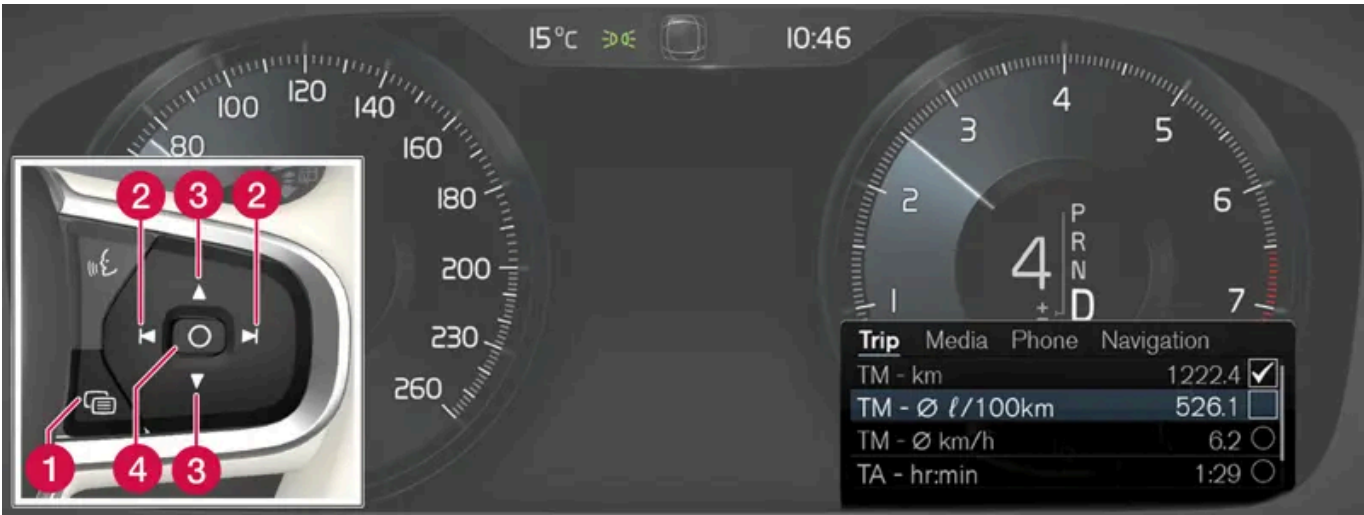 15°C 10:46
80
100
120
140
160
180
200
230
260
1
2
3
4
5
6
7
4
P
R
N
D
±
Trip Media Phone Navigation
TM - km 1222.4
TM - Ø ℓ/100km 526.1
TM - Ø km/h 6.2
TA - hr:min 1:29
2 3 2
1 4 3